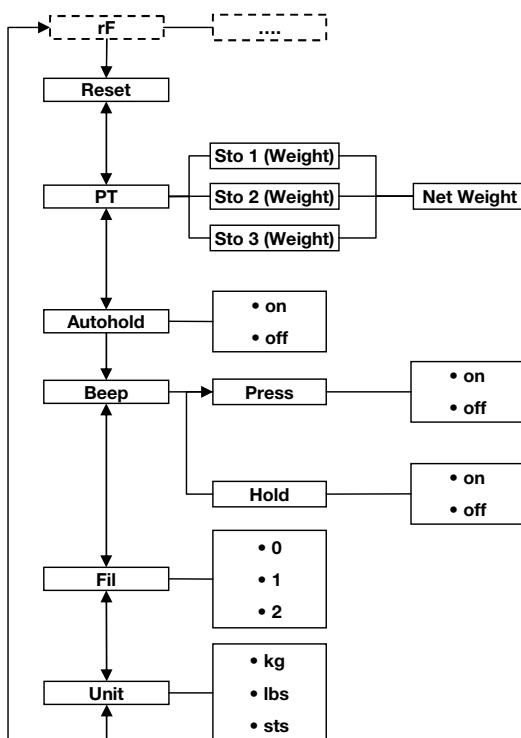 rF
....
Reset
Sto 1 (Weight)
PT
Sto 2 (Weight)
Net Weight
Sto 3 (Weight)
Autohold
• on
• off
Beep
Press
• on
• off
Hold
• on
• off
Fil
• 0
• 1
• 2
Unit
• kg
• lbs
• sts